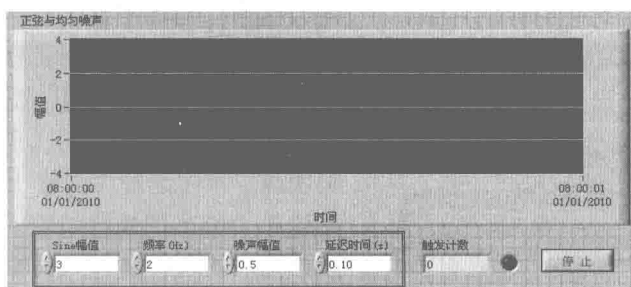 正弦与均匀噪声
4
2
0
-2
-4
幅值
08:00:00
01/01/2010
08:00:01
01/01/2010
时间
Sine幅值
频率(Hz)
噪声幅值
延迟时间(s)
触发计数
3
2
0.5
0.10
0
停止